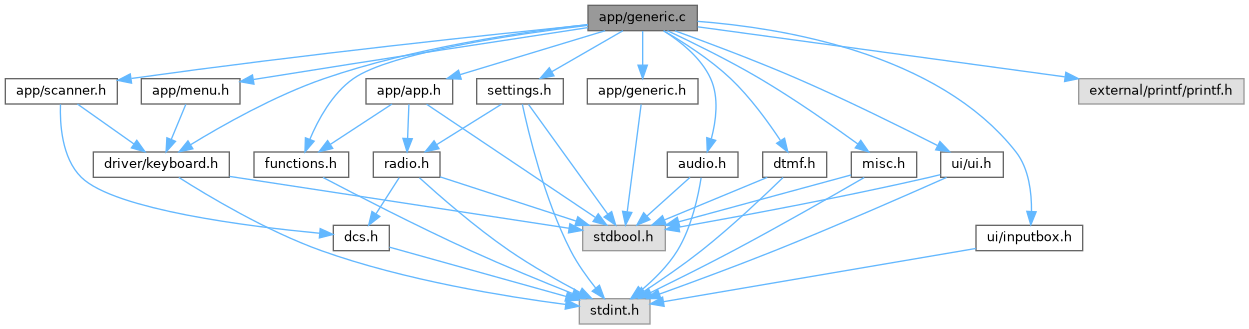 app/generic.c
app/scanner.h
app/menu.h
app/app.h
settings.h
app/generic.h
external/printf/printf.h
driver/keyboard.h
functions.h
radio.h
audio.h
dtmf.h
misc.h
ui/ui.h
dcs.h
stdbool.h
ui/inputbox.h
stdint.h